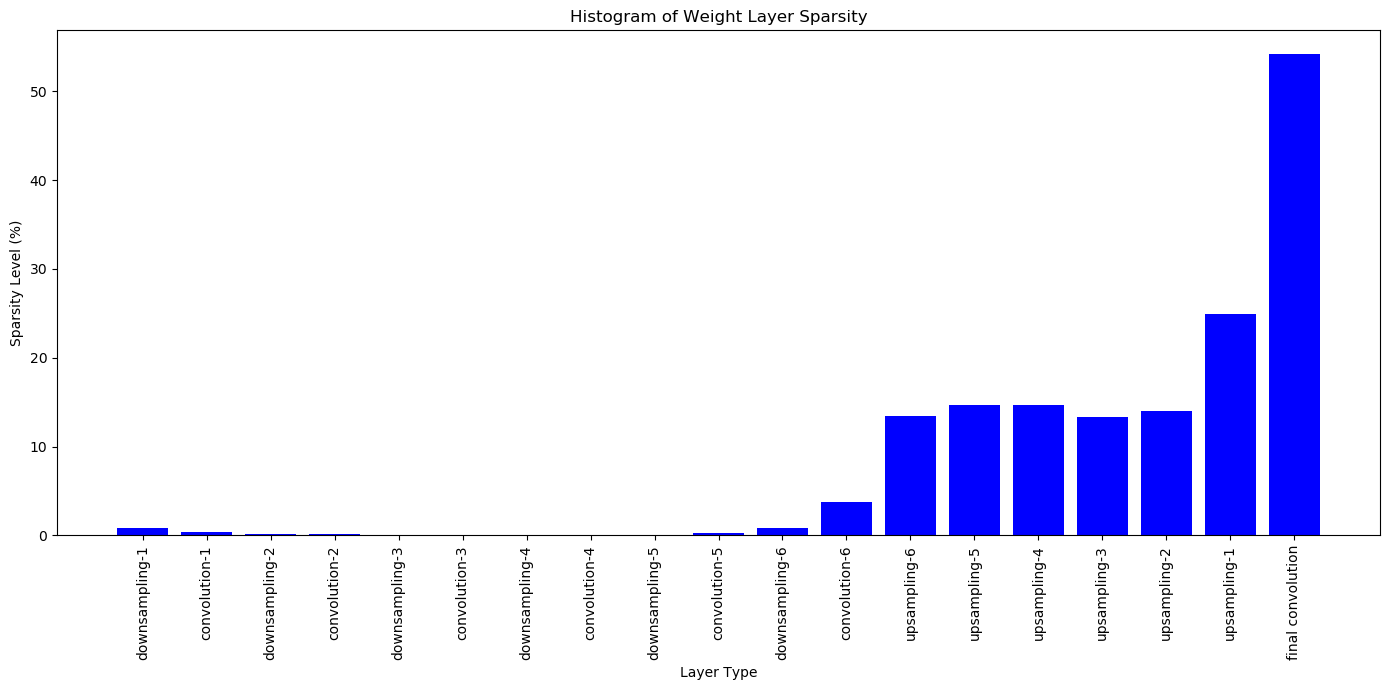 Histogram of Weight Layer Sparsity
Sparsity Level (%)
50
40
30
20
10
0
downsampling-1
convolution-1
downsampling-2
convolution-2
downsampling-3
convolution-3
downsampling-4
convolution-4
downsampling-5
convolution-5
downsampling-6
convolution-6
upsampling-6
upsampling-5
upsampling-4
upsampling-3
upsampling-2
upsampling-1
final convolution
Layer Type